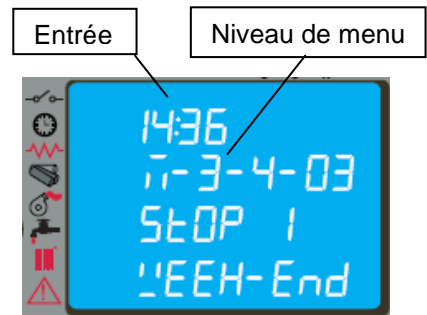 Entrée
Niveau de menu
14:36
M-3-4-03
STOP 1
WEEK-End